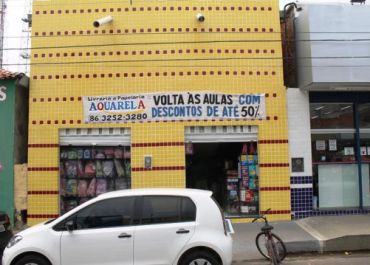 Livraria e Papelaria
AQUARELA
86 3252-3280
VOLTA ÀS AULAS COM
DESCONTOS DE ATÉ 50%